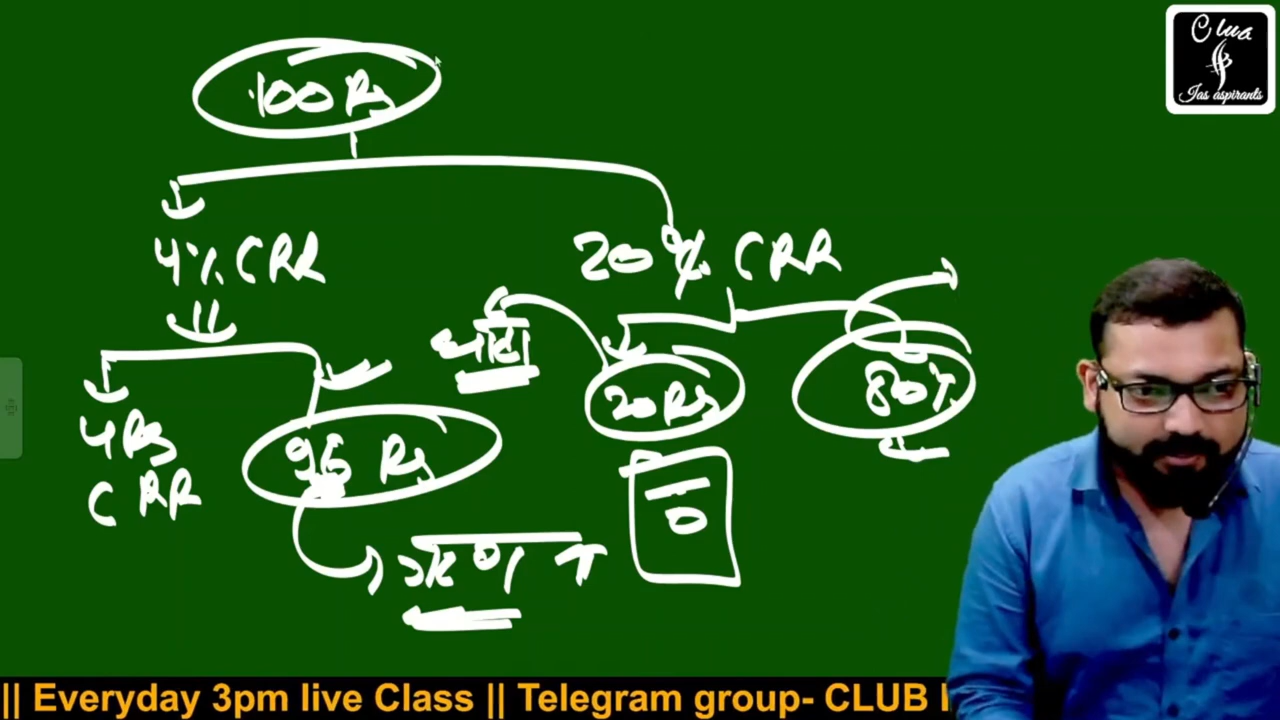 100 Rs
4% CRR
20% CRR
घाटा
20 Rs
80%
4 Rs
CRR
96 Rs
0
Club
Ias aspirants
|| Everyday 3pm live Class || Telegram group- CLUB I